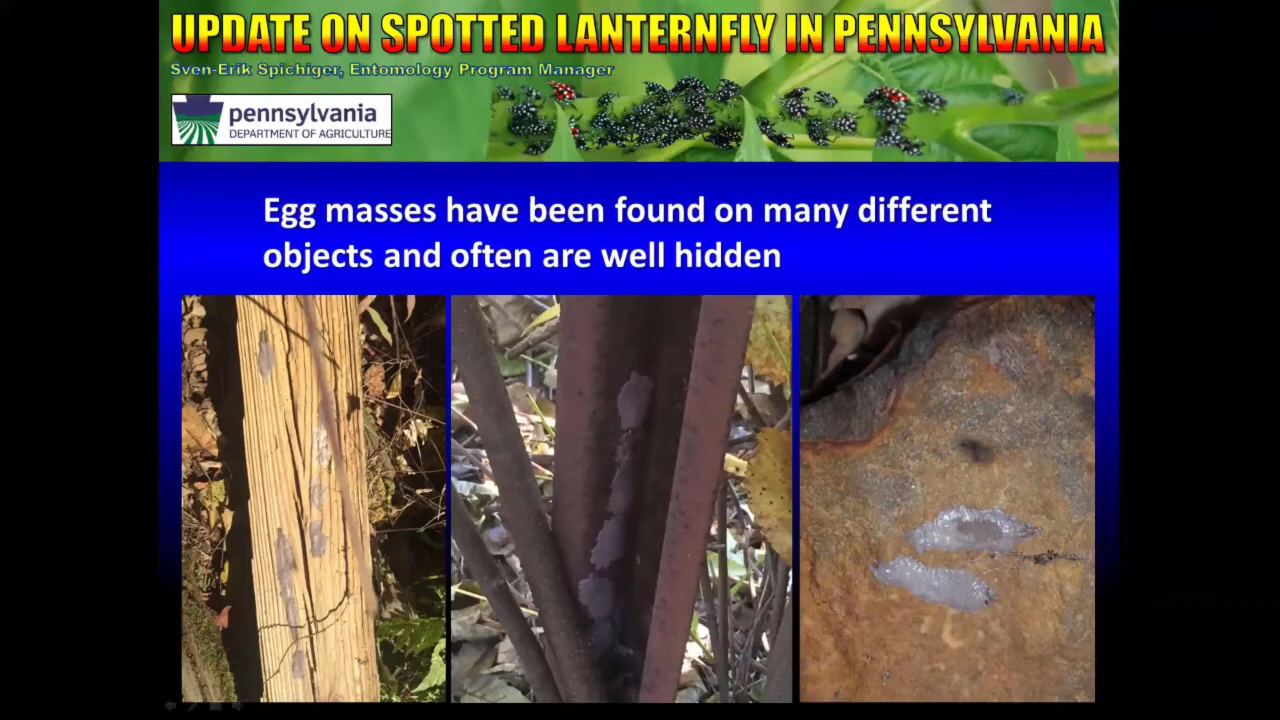 UPDATE ON SPOTTED LANTERNFLY IN PENNSYLVANIA
Sven-Erik Spichiger, Entomology Program Manager
pennsylvania
DEPARTMENT OF AGRICULTURE
Egg masses have been found on many different
objects and often are well hidden